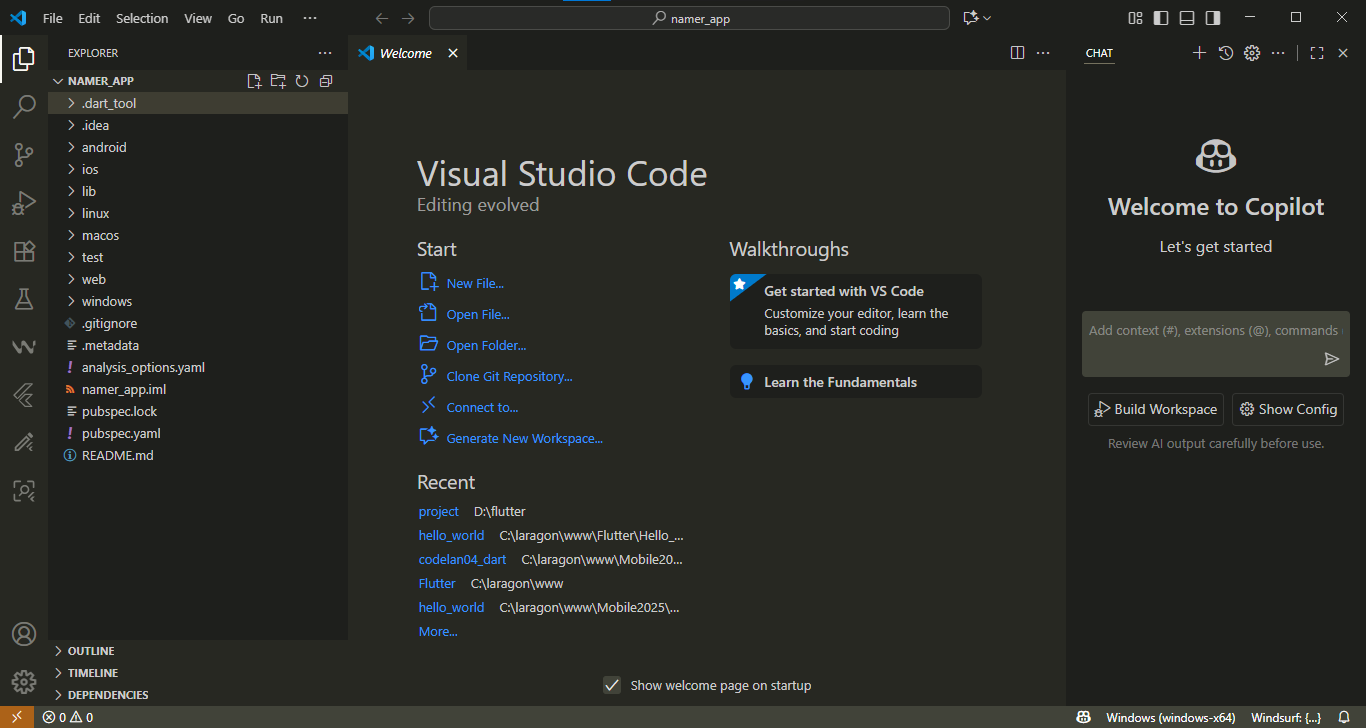 File Edit Selection View Go Run ···
namer_app
EXPLORER
NAMER_APP
.dart_tool
.idea
android
ios
lib
linux
macos
test
web
windows
.gitignore
.metadata
analysis_options.yaml
namer_app.iml
pubspec.lock
pubspec.yaml
README.md
OUTLINE
TIMELINE
DEPENDENCIES
Welcome
Visual Studio Code
Editing evolved
Start
New File...
Open File...
Open Folder...
Clone Git Repository...
Connect to...
Generate New Workspace...
Recent
project D:\flutter
hello_world C:\laragon\www\Flutter\Hello_...
codelan04_dart C:\laragon\www\Mobile20...
Flutter C:\laragon\www
hello_world C:\laragon\www\Mobile2025\...
More...
Walkthroughs
Get started with VS Code
Customize your editor, learn the
basics, and start coding
Learn the Fundamentals
Show welcome page on startup
CHAT
Welcome to Copilot
Let's get started
Add context (#), extensions (@), commands
Build Workspace
Show Config
Review AI output carefully before use.
0 0
Windows (windows-x64) Windsurf: {...}